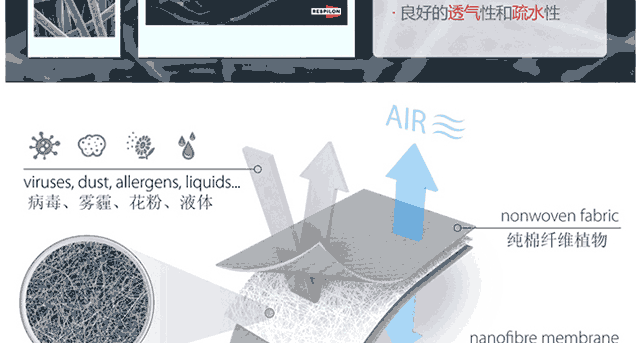 RESPILON
· 良好的透气性和疏水性
AIR
viruses, dust, allergens, liquids...
病毒、雾霾、花粉、液体
nonwoven fabric
纯棉纤维植物
nanofibre membrane